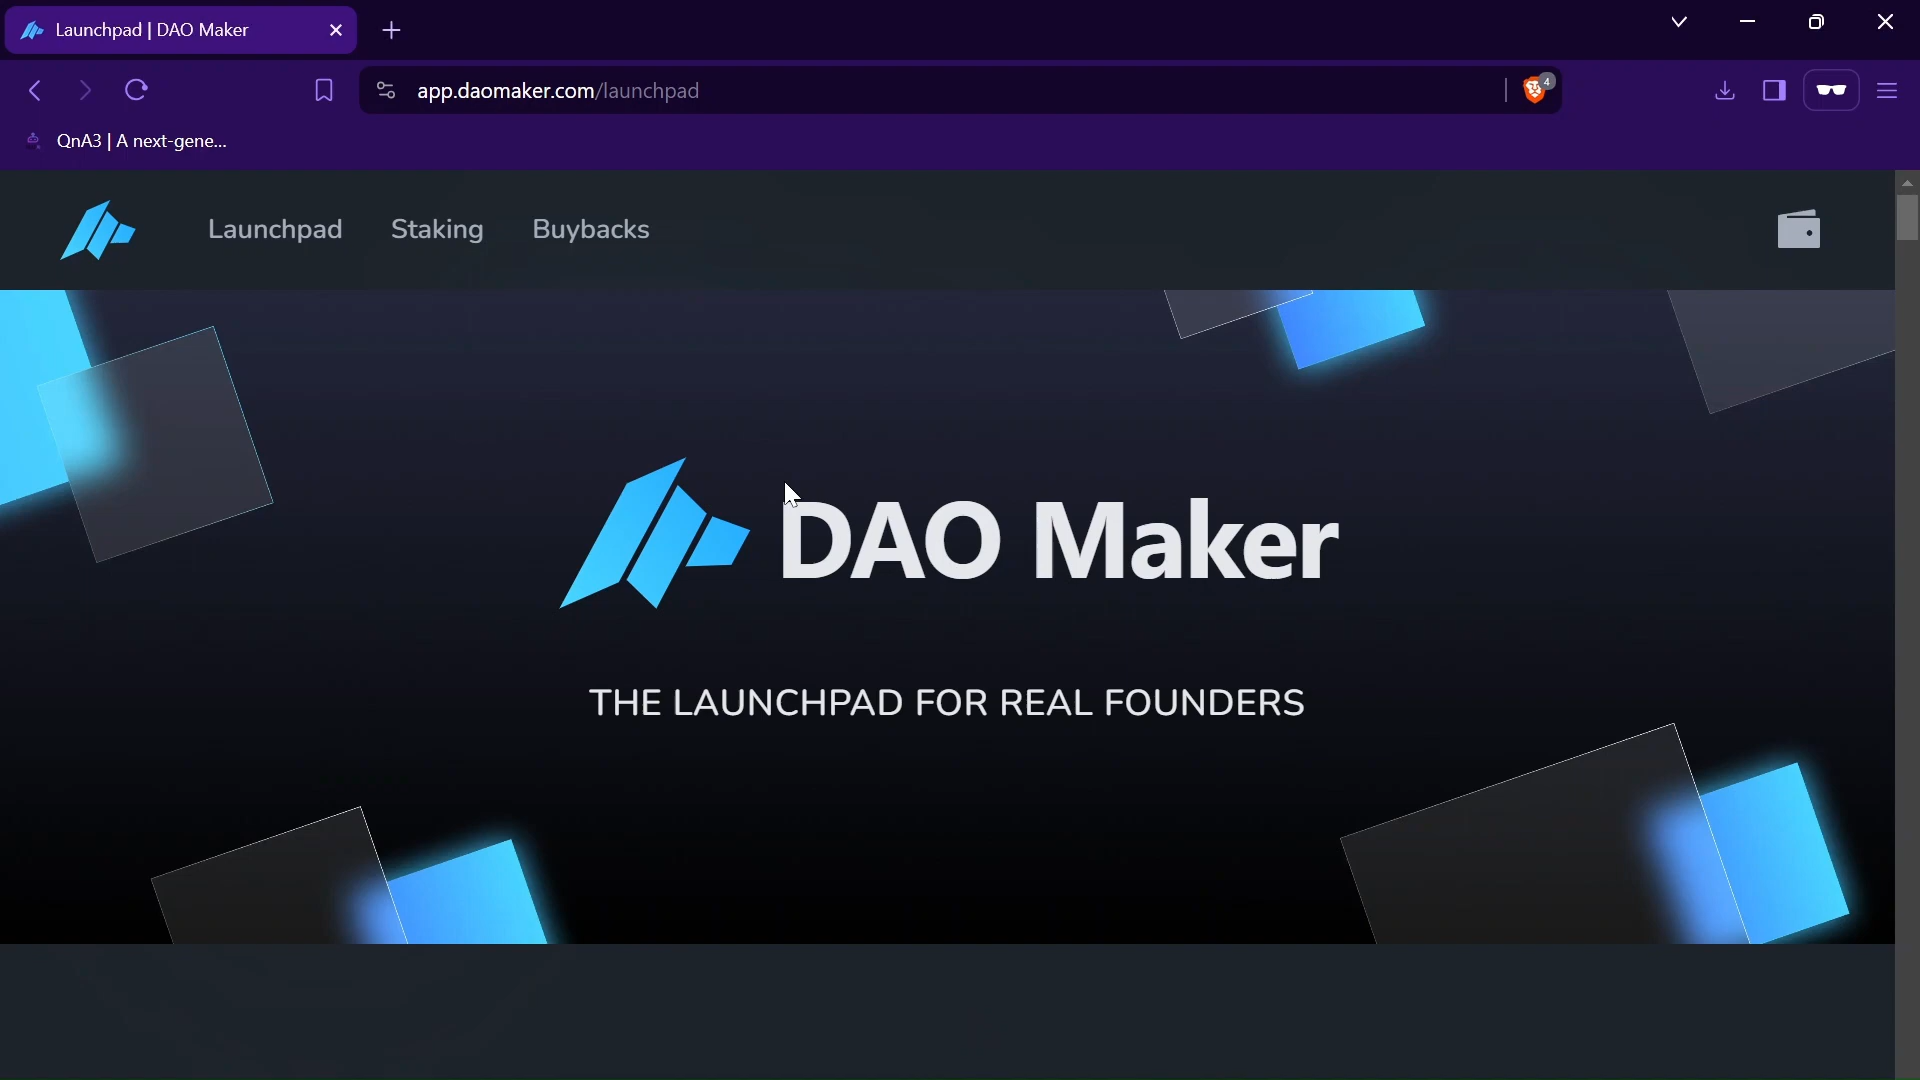 Launchpad | DAO Maker
app.daomaker.com/launchpad
4
QnA3 | A next-gene...
Launchpad Staking Buybacks
DAO Maker
THE LAUNCHPAD FOR REAL FOUNDERS